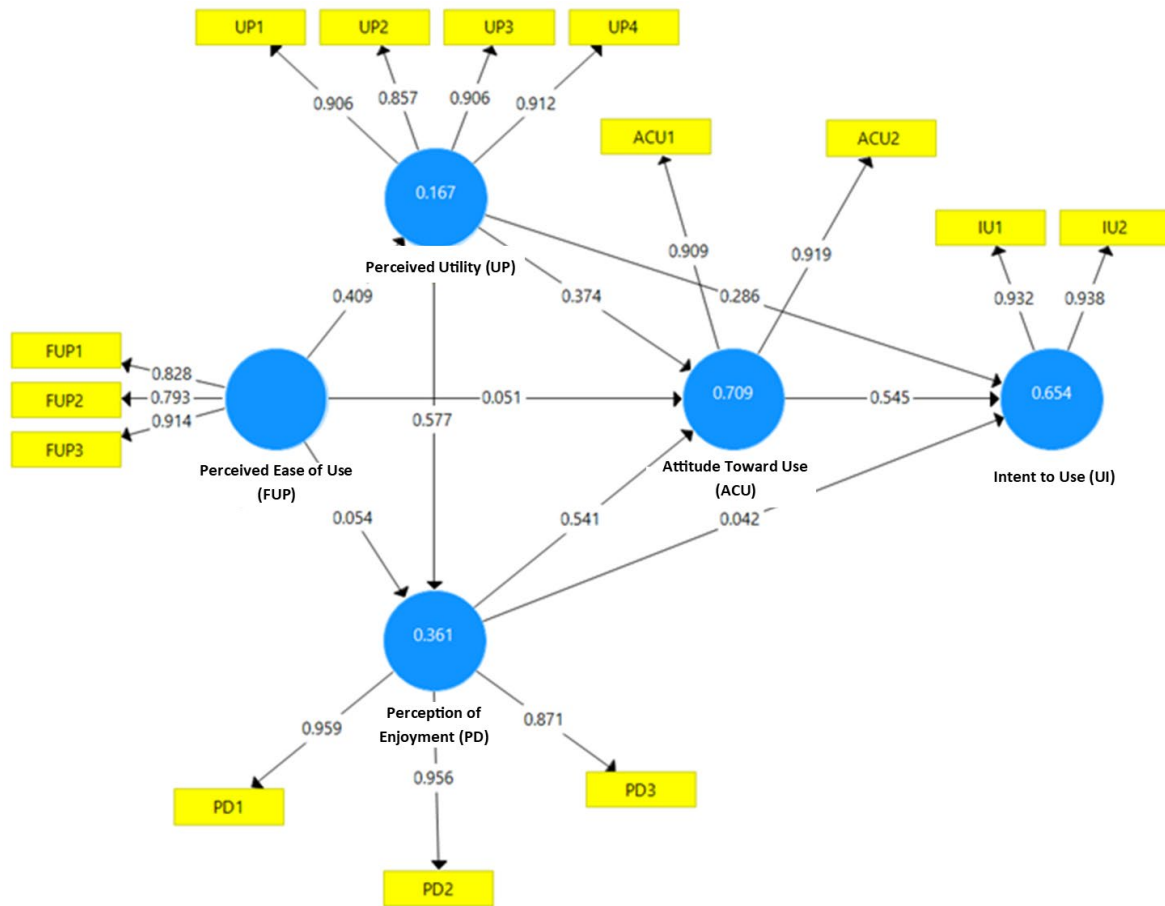 UP1 UP2 UP3 UP4
0.906 0.857 0.906 0.912
ACU1 ACU2
0.167
IU1 IU2
0.909 0.919
Perceived Utility (UP)
0.932 0.938
0.409 0.374 0.286
FUP1
0.828
FUP2
0.793
FUP3
0.914
0.051
0.709
0.545
0.654
0.577
Perceived Ease of Use
(FUP)
Attitude Toward Use
(ACU)
Intent to Use (UI)
0.054 0.541 0.042
0.361
Perception of
Enjoyment (PD)
0.959 0.956 0.871
PD1 PD3
PD2